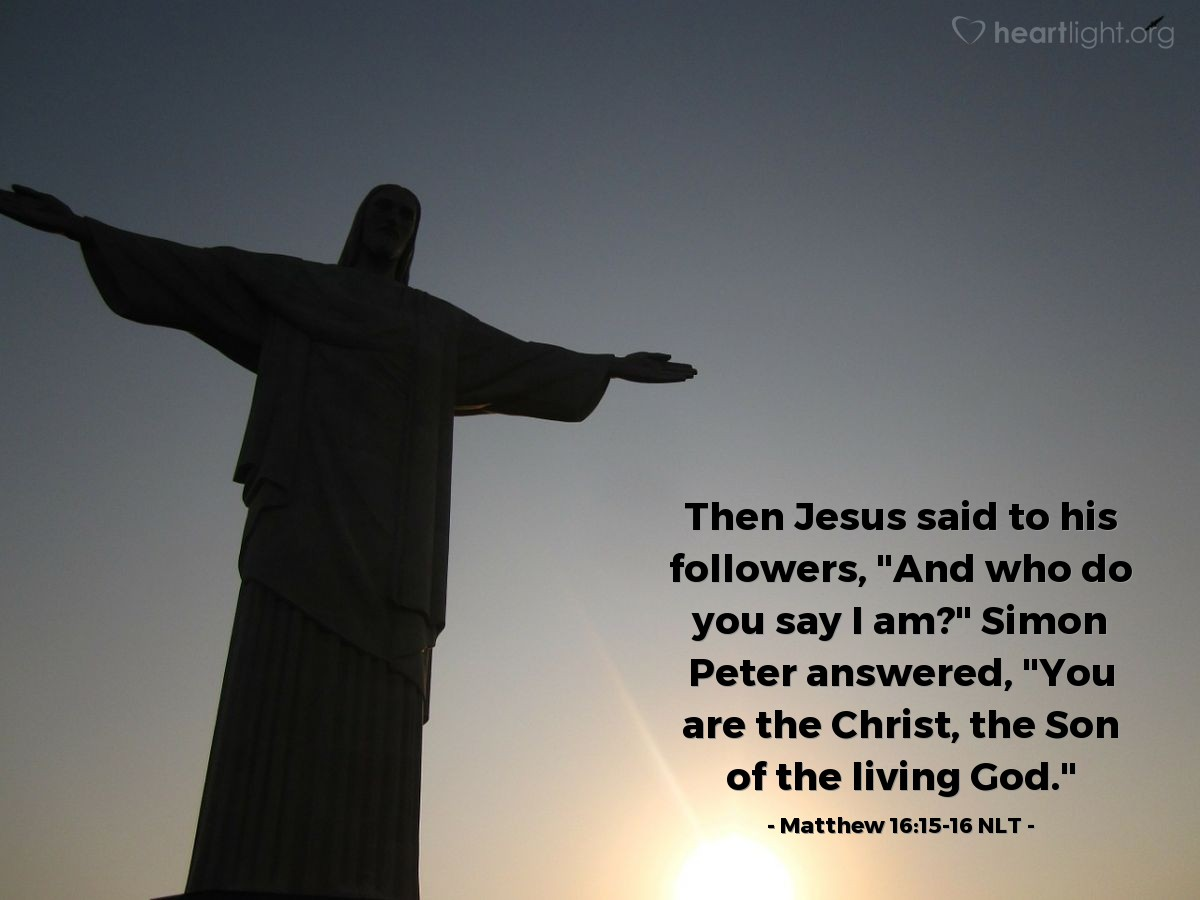 heartlight.org
Then Jesus said to his
followers, "And who do
you say I am?" Simon
Peter answered, "You
are the Christ, the Son
of the living God."
- Matthew 16:15-16 NLT -